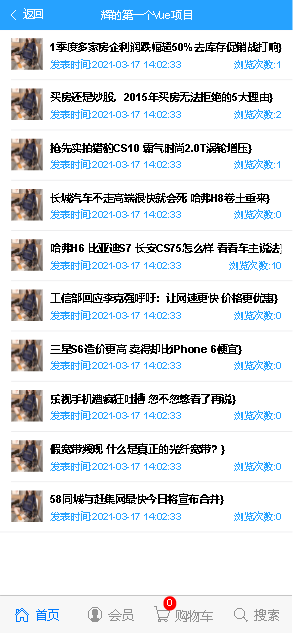 返回 辉的第一个Vue项目
1季度多家房企利润跌幅超50% 去库存促销战打响}
发表时间:2021-03-17 14:02:33 浏览次数:1
买房还是炒股，2015年买房无法拒绝的5大理由}
发表时间:2021-03-17 14:02:33 浏览次数:2
抢先实拍猎豹CS10 霸气时尚2.0T涡轮增压}
发表时间:2021-03-17 14:02:33 浏览次数:1
长城汽车不走高端很快就会死 哈弗H8卷土重来}
发表时间:2021-03-17 14:02:33 浏览次数:0
哈弗H6 比亚迪S7 长安CS75怎么样 看看车主说法}
发表时间:2021-03-17 14:02:33 浏览次数:10
工信部回应李克强呼吁：让网速更快 价格更优惠}
发表时间:2021-03-17 14:02:33 浏览次数:0
三星S6造价更高 卖得却比iPhone 6便宜}
发表时间:2021-03-17 14:02:33 浏览次数:0
乐视手机遭疯狂吐槽 您不您憋看了再说}
发表时间:2021-03-17 14:02:33 浏览次数:0
假宽带频现 什么是真正的光纤宽带？}
发表时间:2021-03-17 14:02:33 浏览次数:0
58同城与赶集网最快今日将宣布合并}
发表时间:2021-03-17 14:02:33 浏览次数:0
0
首页 会员 购物车 搜索